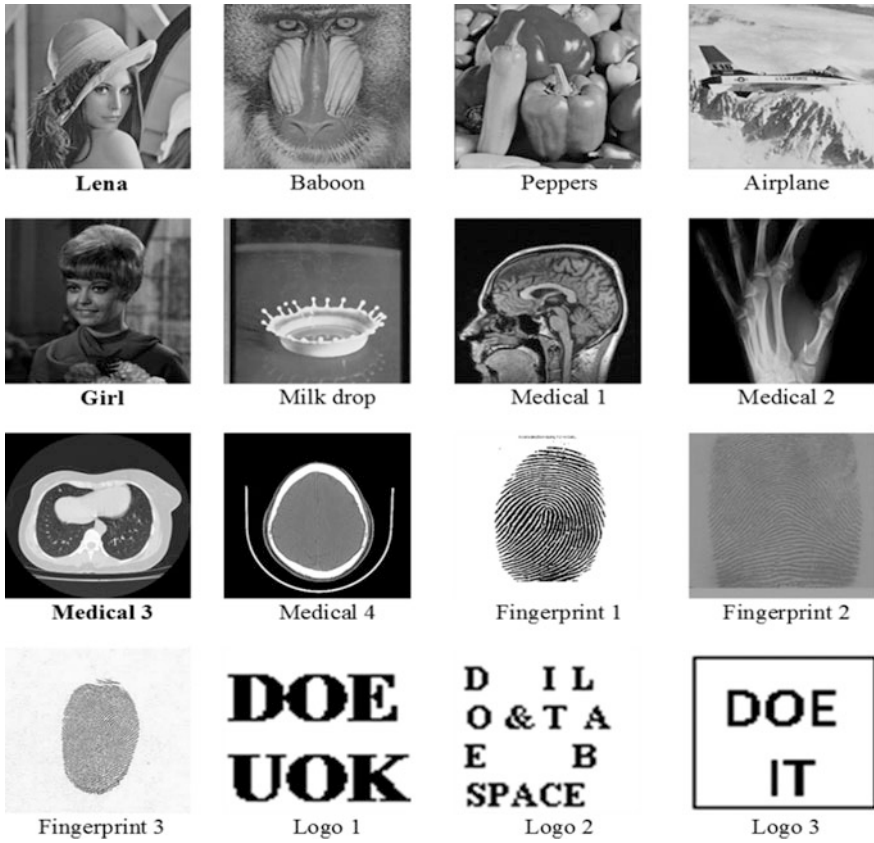 Lena Baboon Peppers Airplane
Girl Milk drop Medical 1 Medical 2
Medical 3 Medical 4 Fingerprint 1 Fingerprint 2
DOE
UOK
D I L
O & T A
E B
SPACE
DOE
IT
Fingerprint 3 Logo 1 Logo 2 Logo 3